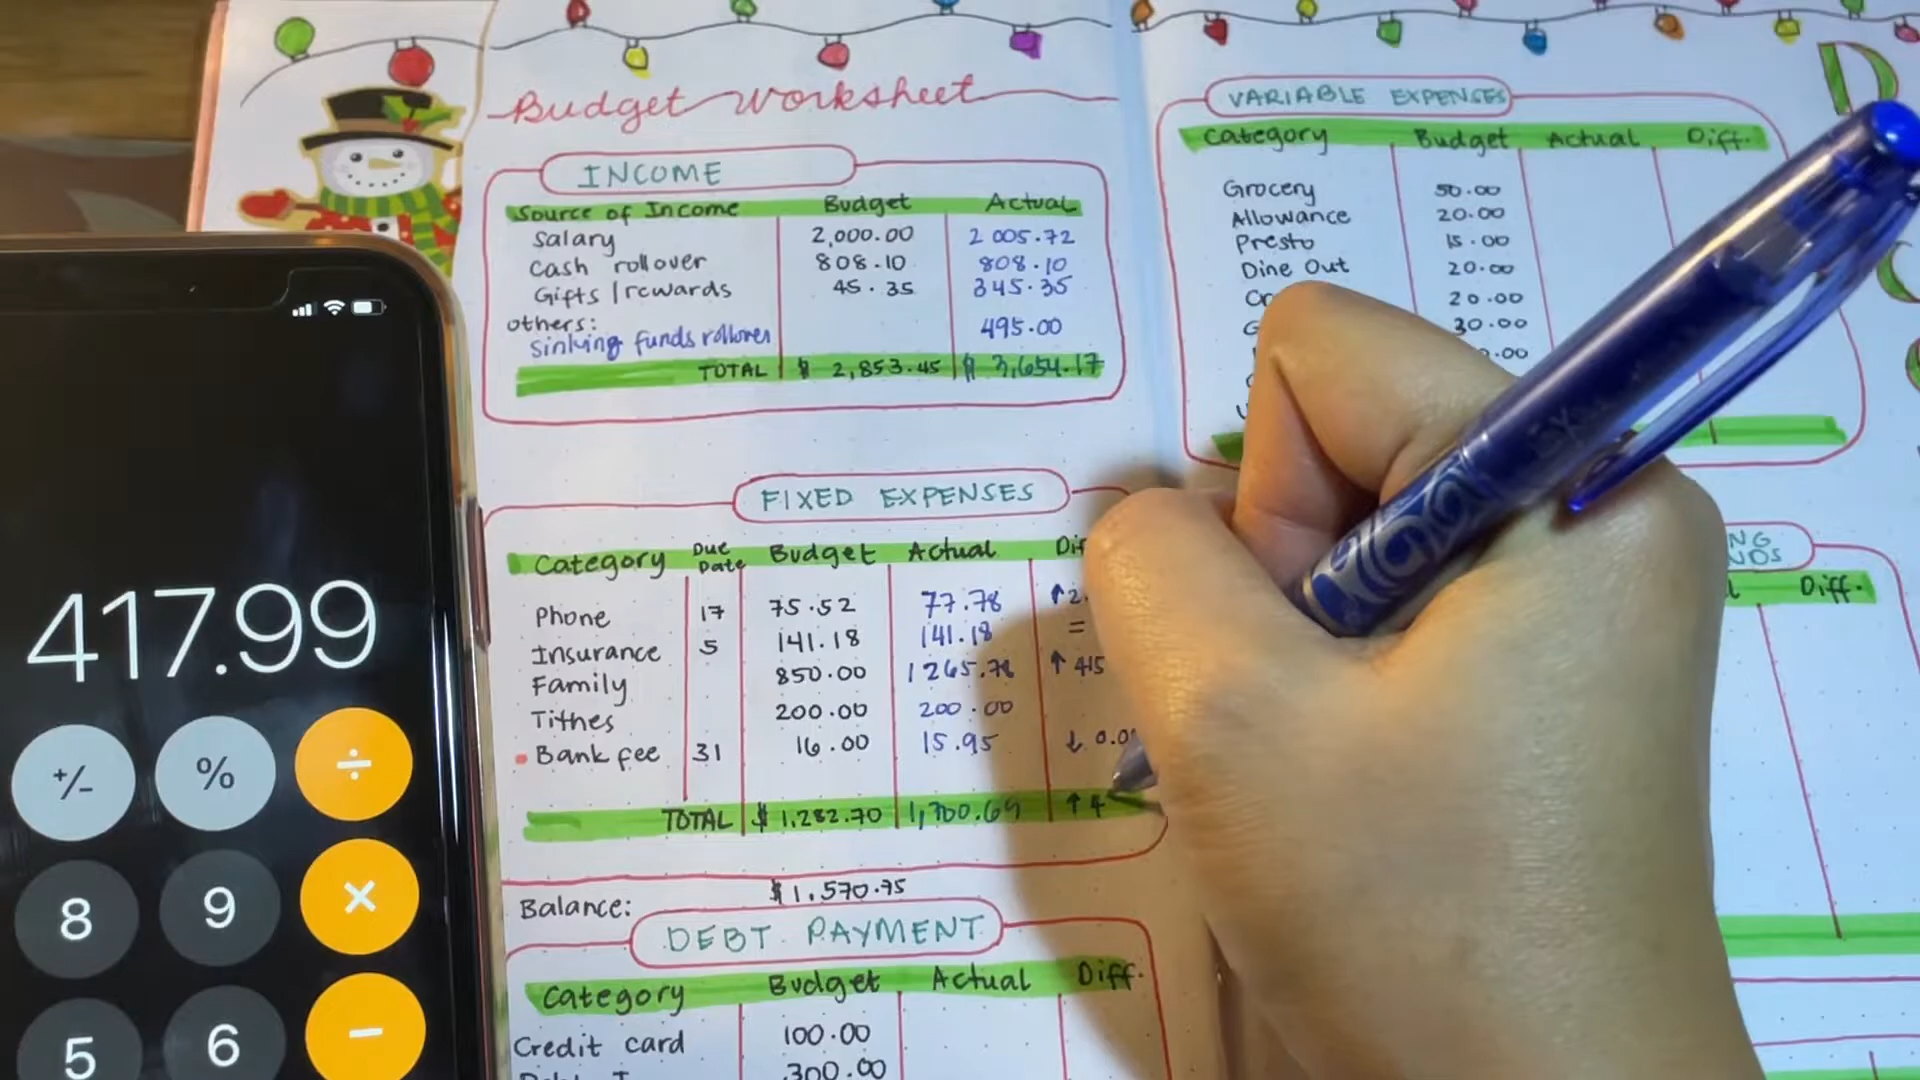 Budget Worksheet
INCOME
Source of Income Budget Actual
Salary 2,000.00 2 005.72
Cash rollover 808.10 808.10
Gifts/rewards 45.35 345.35
others:
Sinking funds rollover 495.00
TOTAL $ 2,853.45 $ 3,654.17
FIXED EXPENSES
Category Due Date Budget Actual
Phone 17 75.52 77.78 ↑2.
Insurance 5 141.18 141.18 =
Family 850.00 1265.78 ↑ 415
Tithes 200.00 200.00
Bank fee 31 16.00 15.95 ↓ 0.0
TOTAL $ 1,282.70 1,700.69 ↑ 4
Balance: $1,570.75
DEBT PAYMENT
Category Budget Actual Diff.
Credit card 100.00
300.00
VARIABLE EXPENSES
Category Budget Actual Diff.
Grocery 50.00
Allowance 20.00
Presto 15.00
Dine Out 20.00
20.00
30.00
Diff.
417.99
+/- % ÷
8 9 ×
5 6 −